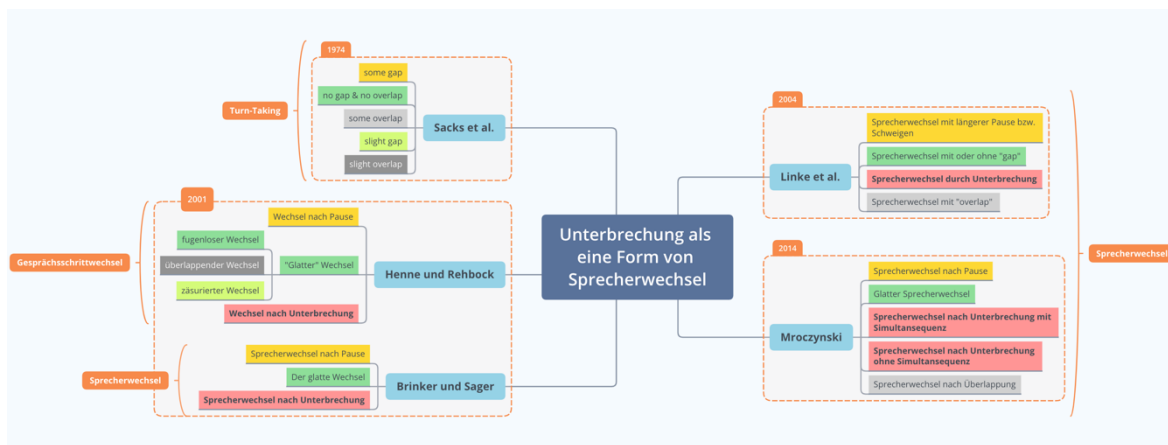 1974
some gap
no gap & no overlap
some overlap
slight gap
slight overlap
Sacks et al.
Turn-Taking
2001
Wechsel nach Pause
fugenloser Wechsel
überlappender Wechsel
zäsurierter Wechsel
"Glatter" Wechsel
Wechsel nach Unterbrechung
Henne und Rehbock
Gesprächsschrittwechsel
Sprecherwechsel nach Pause
Der glatte Wechsel
Sprecherwechsel nach Unterbrechung
Brinker und Sager
Sprecherwechsel
Unterbrechung als
eine Form von
Sprecherwechsel
2004
Linke et al.
Sprecherwechsel mit längerer Pause bzw.
Schweigen
Sprecherwechsel mit oder ohne "gap"
Sprecherwechsel durch Unterbrechung
Sprecherwechsel mit "overlap"
2014
Mroczynski
Sprecherwechsel nach Pause
Glatter Sprecherwechsel
Sprecherwechsel nach Unterbrechung mit
Simultansequenz
Sprecherwechsel nach Unterbrechung
ohne Simultansequenz
Sprecherwechsel nach Überlappung
Sprecherwechsel